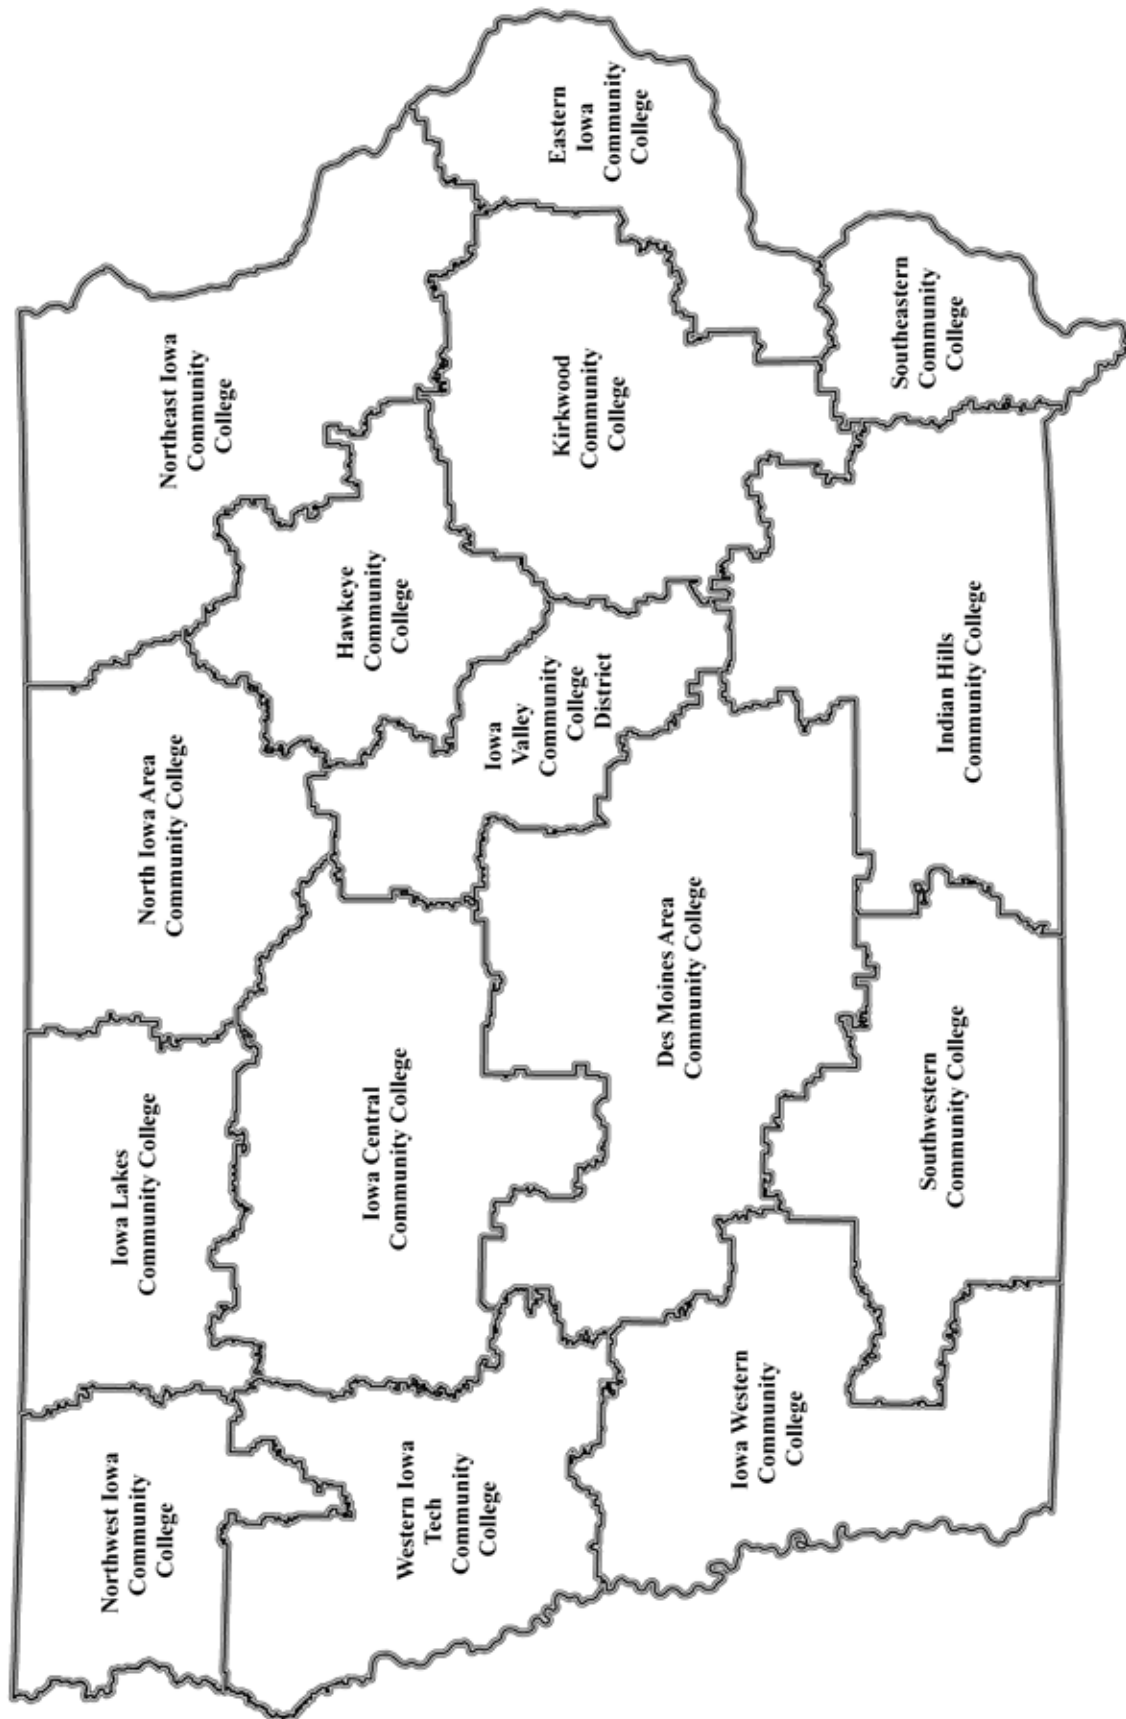 Northwest Iowa
Community
College
Iowa Lakes
Community College
North Iowa Area
Community College
Northeast Iowa
Community
College
Western Iowa
Tech
Community
College
Iowa Central
Community College
Hawkeye
Community
College
Iowa
Valley
Community
College
District
Kirkwood
Community
College
Eastern
Iowa
Community
College
Iowa Western
Community
College
Des Moines Area
Community College
Southwestern
Community College
Indian Hills
Community College
Southeastern
Community
College